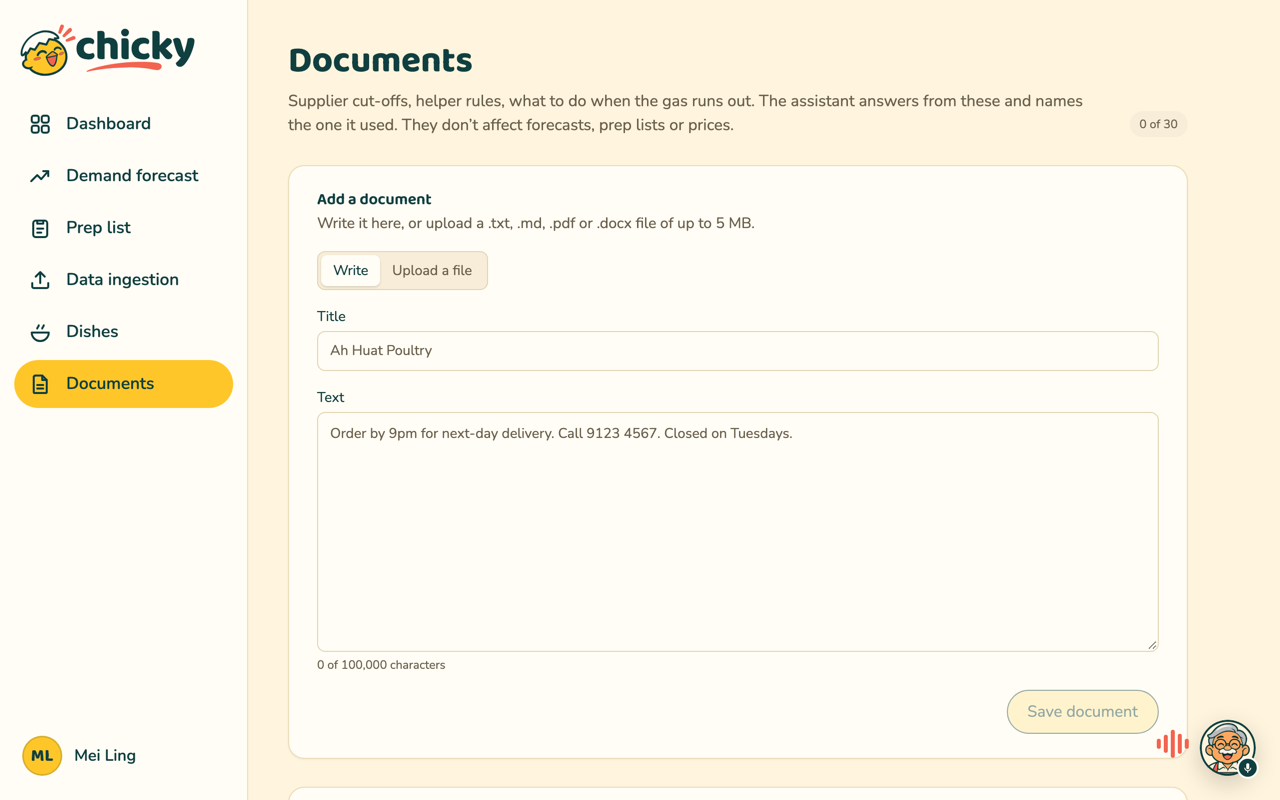 chicky
Dashboard
Demand forecast
Prep list
Data ingestion
Dishes
Documents
ML
Mei Ling
Documents
Supplier cut-offs, helper rules, what to do when the gas runs out. The assistant answers from these and names
the one it used. They don’t affect forecasts, prep lists or prices.
0 of 30
Add a document
Write it here, or upload a .txt, .md, .pdf or .docx file of up to 5 MB.
Write
Upload a file
Title
Ah Huat Poultry
Text
Order by 9pm for next-day delivery. Call 9123 4567. Closed on Tuesdays.
0 of 100,000 characters
Save document